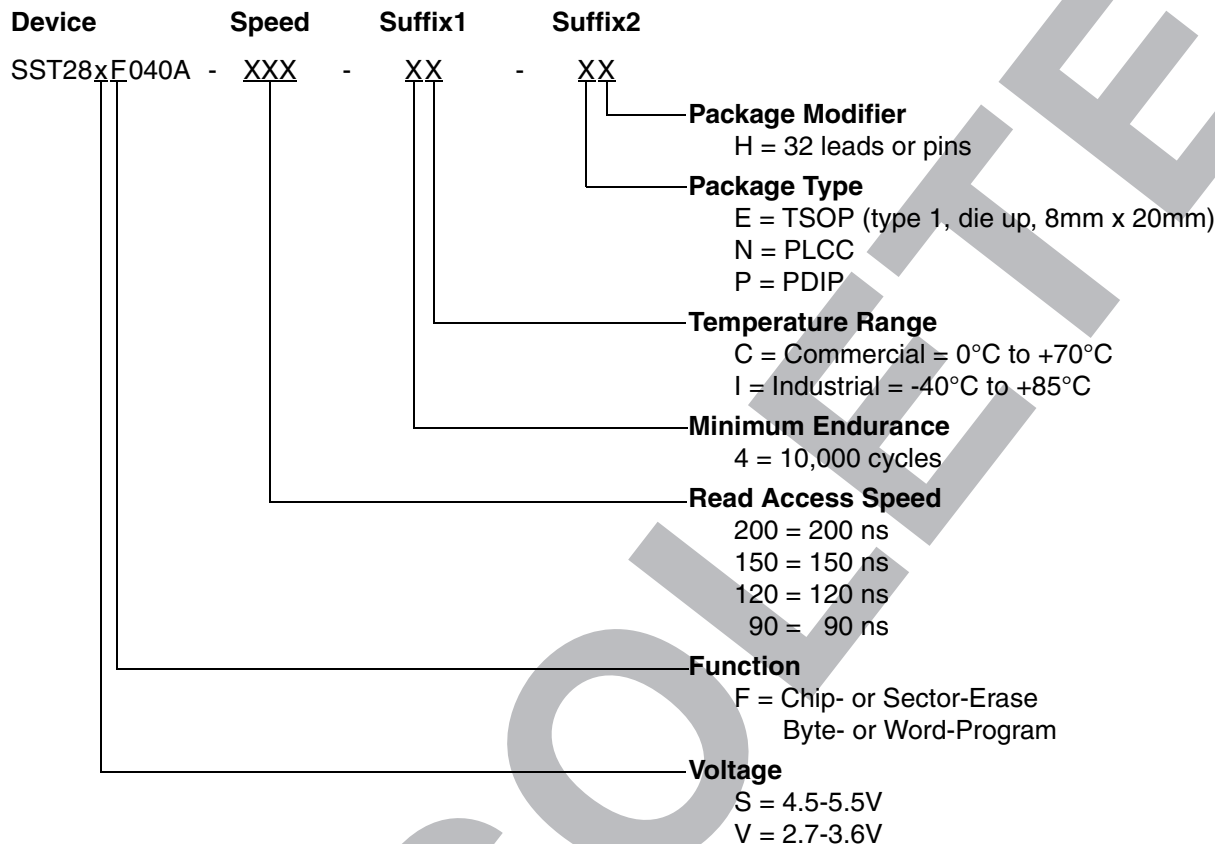 Device Speed Suffix1 Suffix2
SST28xF040A - XXX - XX - XX
Package Modifier
H = 32 leads or pins
Package Type
E = TSOP (type 1, die up, 8mm x 20mm)
N = PLCC
P = PDIP
Temperature Range
C = Commercial = 0°C to +70°C
I = Industrial = -40°C to +85°C
Minimum Endurance
4 = 10,000 cycles
Read Access Speed
200 = 200 ns
150 = 150 ns
120 = 120 ns
90 = 90 ns
Function
F = Chip- or Sector-Erase
Byte- or Word-Program
Voltage
S = 4.5-5.5V
V = 2.7-3.6V
SOLETE